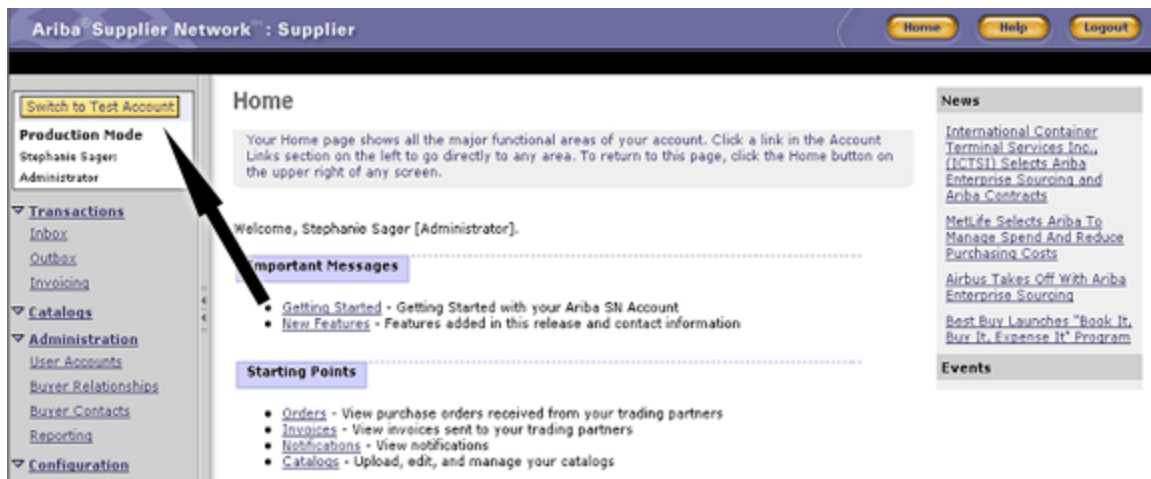 Ariba® Supplier Network™ : Supplier
Home
Help
Logout
Switch to Test Account
Production Mode
Stephanie Sager:
Administrator
Transactions
Inbox
Outbox
Invoicing
Catalogs
Administration
User Accounts
Buyer Relationships
Buyer Contacts
Reporting
Configuration
Home
Your Home page shows all the major functional areas of your account. Click a link in the Account
Links section on the left to go directly to any area. To return to this page, click the Home button on
the upper right of any screen.
Welcome, Stephanie Sager [Administrator].
Important Messages
Getting Started - Getting Started with your Ariba SN Account
New Features - Features added in this release and contact information
Starting Points
Orders - View purchase orders received from your trading partners
Invoices - View invoices sent to your trading partners
Notifications - View notifications
Catalogs - Upload, edit, and manage your catalogs
News
International Container
Terminal Services Inc.,
(ICTSI) Selects Ariba
Enterprise Sourcing and
Ariba Contracts
MetLife Selects Ariba To
Manage Spend And Reduce
Purchasing Costs
Airbus Takes Off With Ariba
Enterprise Sourcing
Best Buy Launches "Book It,
Buy It, Expense It" Program
Events